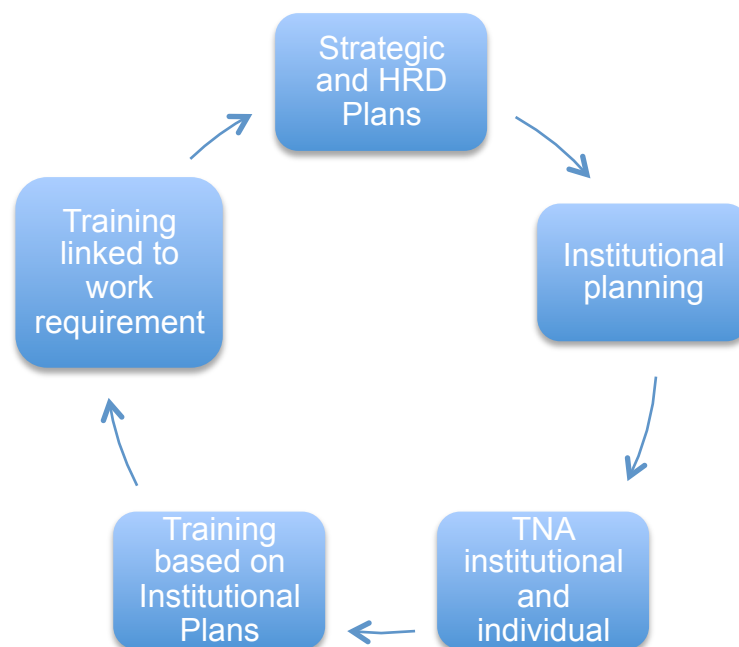 Strategic
and HRD
Plans
Institutional
planning
TNA
institutional
and
individual
Training
based on
Institutional
Plans
Training
linked to
work
requirement